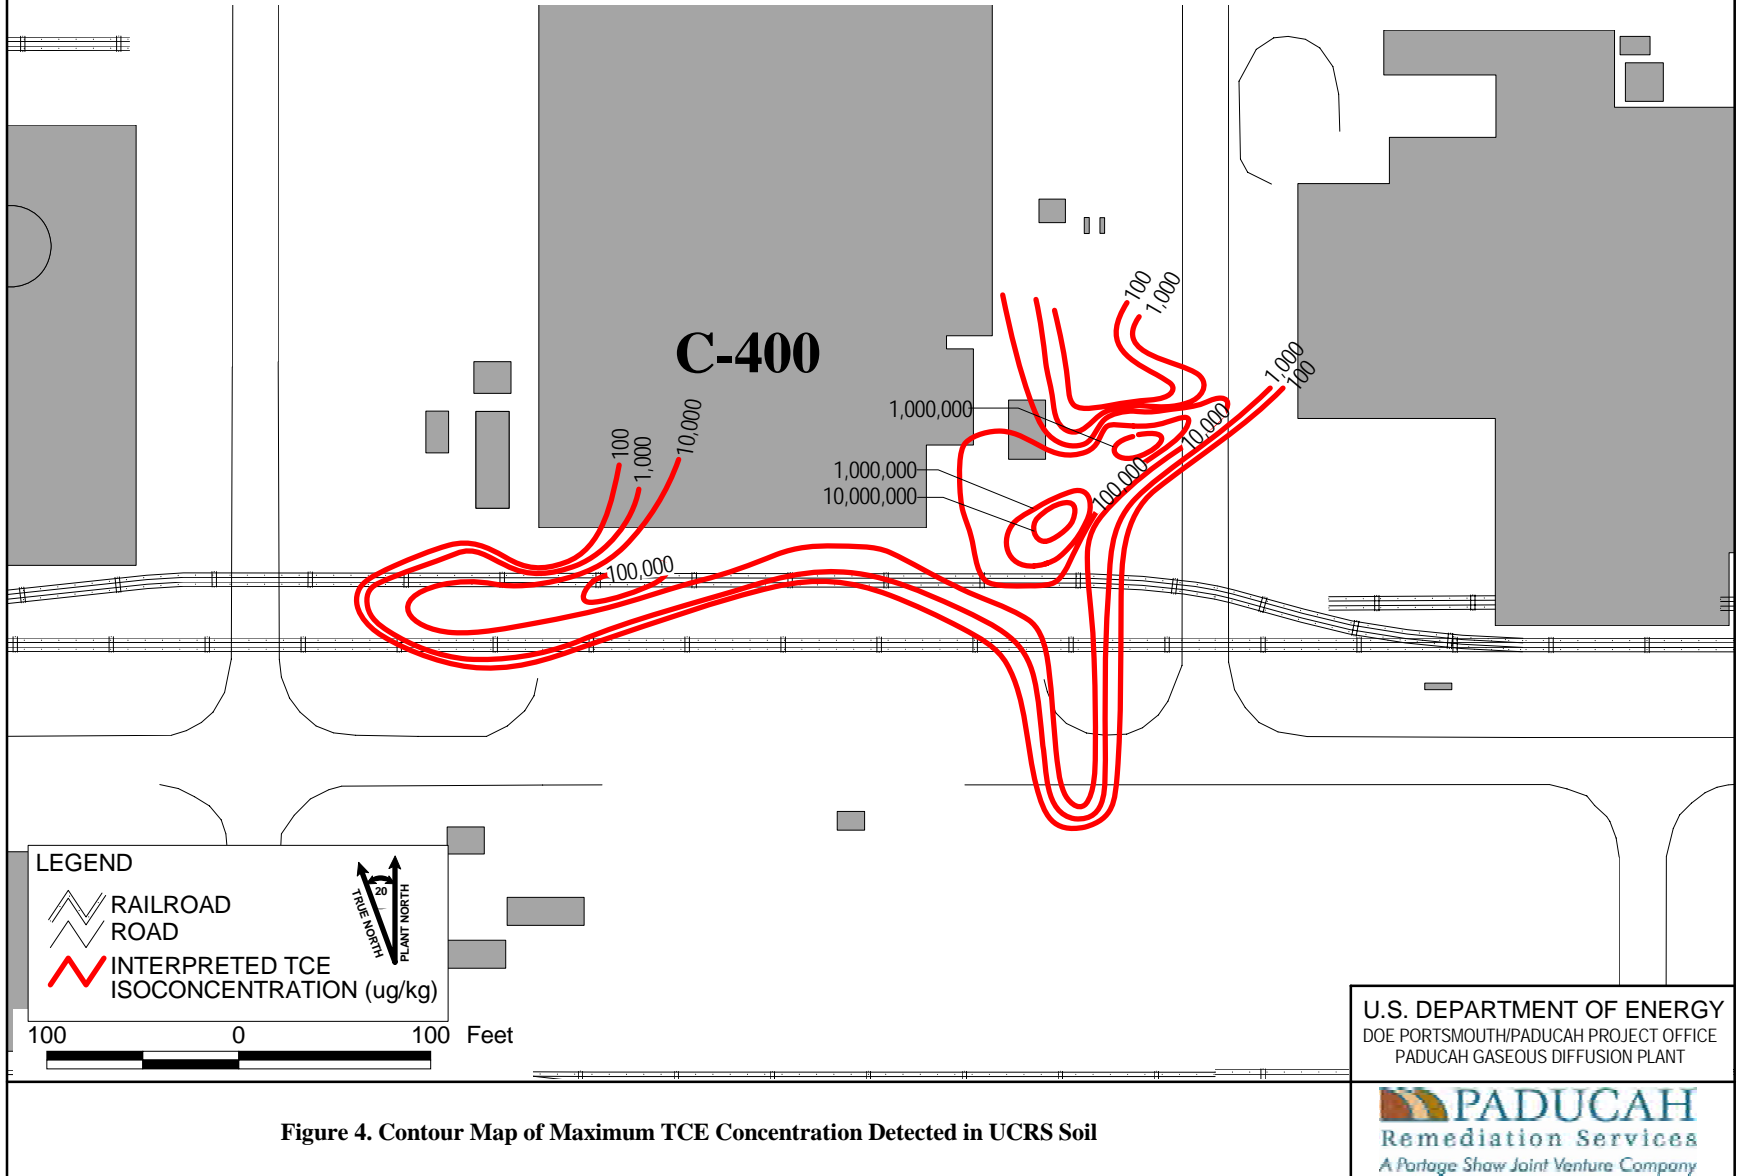 100
1,000
1,000
100
C-400
1,000,000
10,000
100
1,000
10,000
1,000,000
10,000,000
100,000
100,000
LEGEND
RAILROAD
ROAD
INTERPRETED TCE
ISOCONCENTRATION (ug/kg)
20
TRUE NORTH
PLANT NORTH
100 0 100 Feet
U.S. DEPARTMENT OF ENERGY
DOE PORTSMOUTH/PADUCAH PROJECT OFFICE
PADUCAH GASEOUS DIFFUSION PLANT
Figure 4. Contour Map of Maximum TCE Concentration Detected in UCRS Soil
PADUCAH
Remediation Services
A Portage Shaw Joint Venture Company